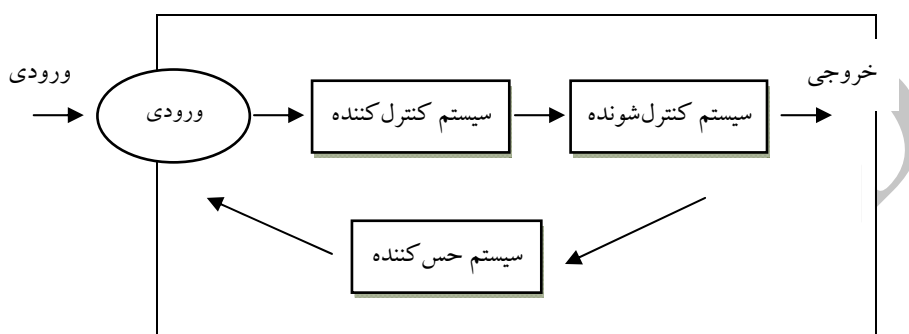 ورودی
ورودی
سیستم کنترل‌کننده
سیستم کنترل‌شونده
خروجی
سیستم حس‌کننده